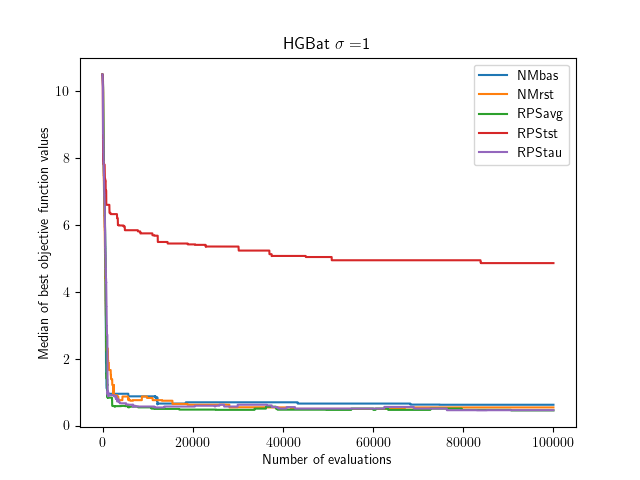 HGBat σ =1
NMbas
NMrst
RPSavg
RPStst
RPStau
Median of best objective function values
10
8
6
4
2
0
0 20000 40000 60000 80000 100000
Number of evaluations